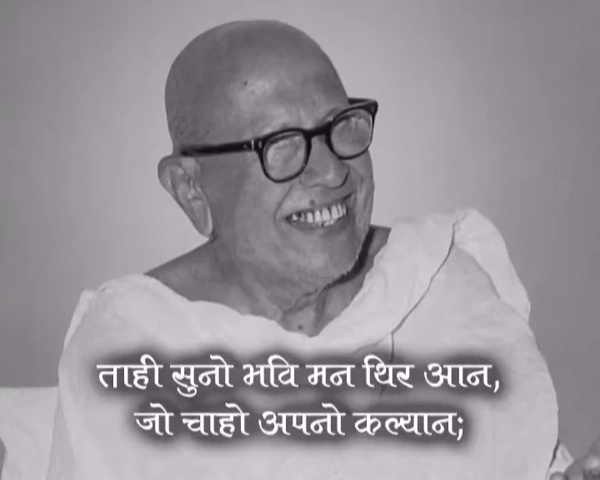 ताही सुनो भवि मन थिर आन,
जो चाहो अपनो कल्यान;